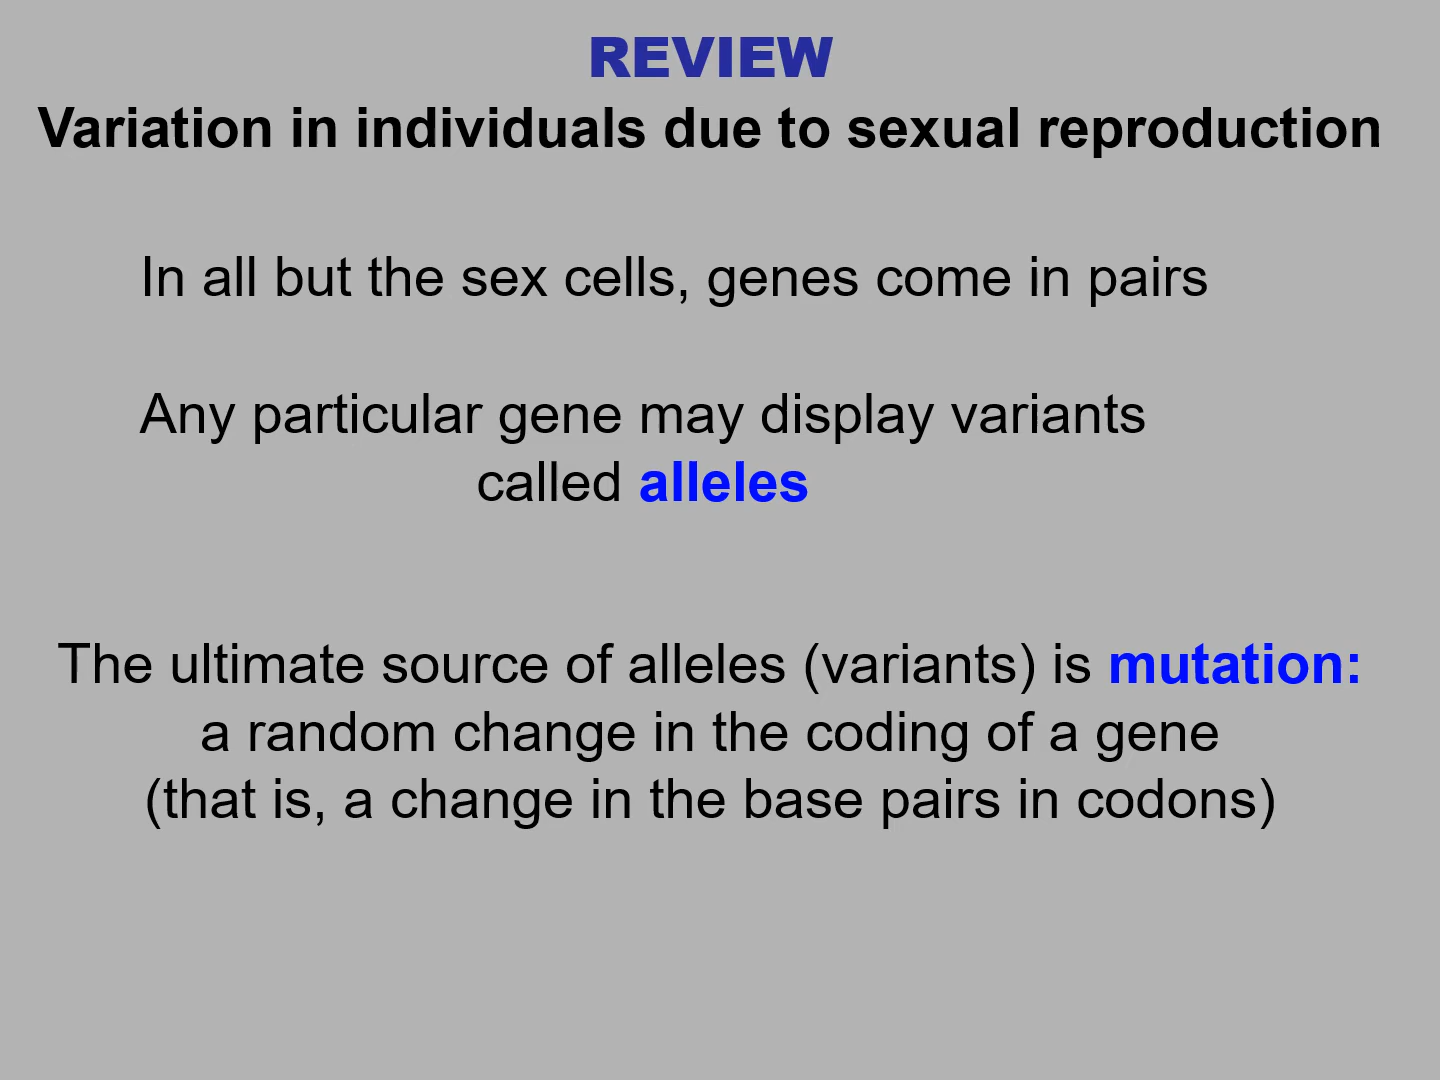 REVIEW
Variation in individuals due to sexual reproduction
In all but the sex cells, genes come in pairs
Any particular gene may display variants
called alleles
The ultimate source of alleles (variants) is mutation:
a random change in the coding of a gene
(that is, a change in the base pairs in codons)